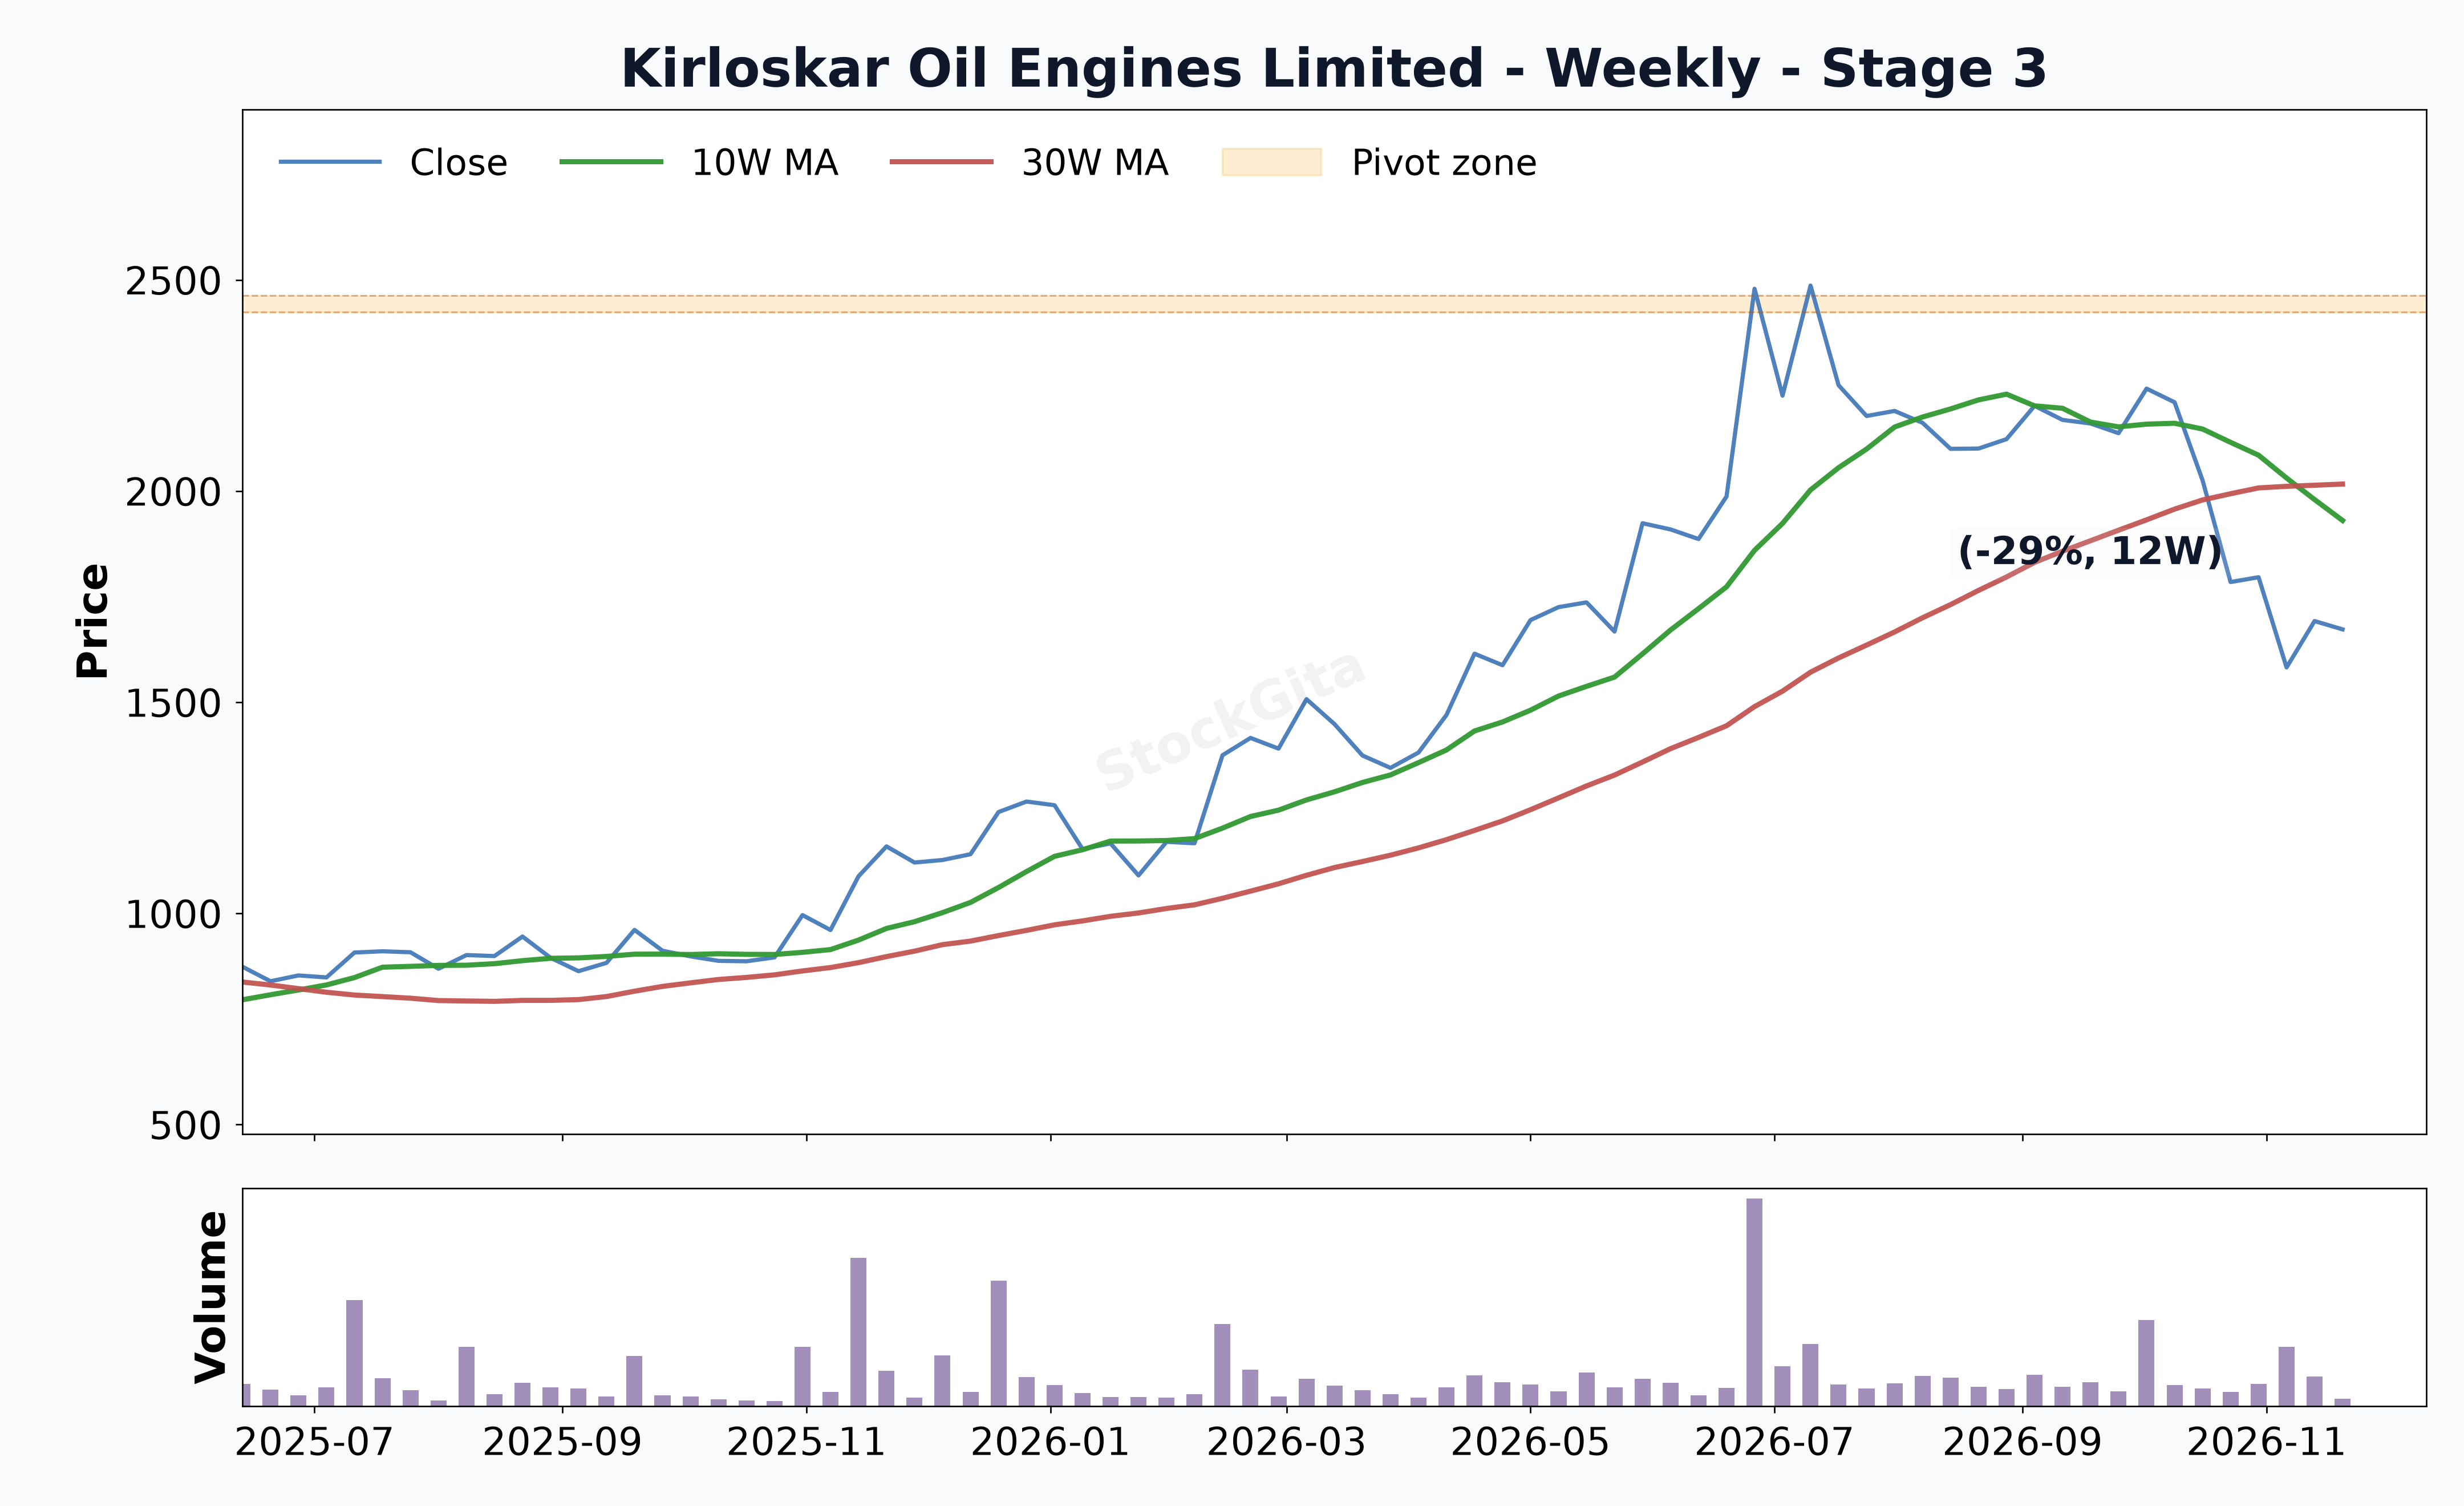 Kirloskar Oil Engines Limited - Weekly - Stage 3
Close
10W MA
30W MA
Pivot zone
Price
2500
2000
1500
1000
500
(-29%, 12W)
StockGita
Volume
2025-07
2025-09
2025-11
2026-01
2026-03
2026-05
2026-07
2026-09
2026-11